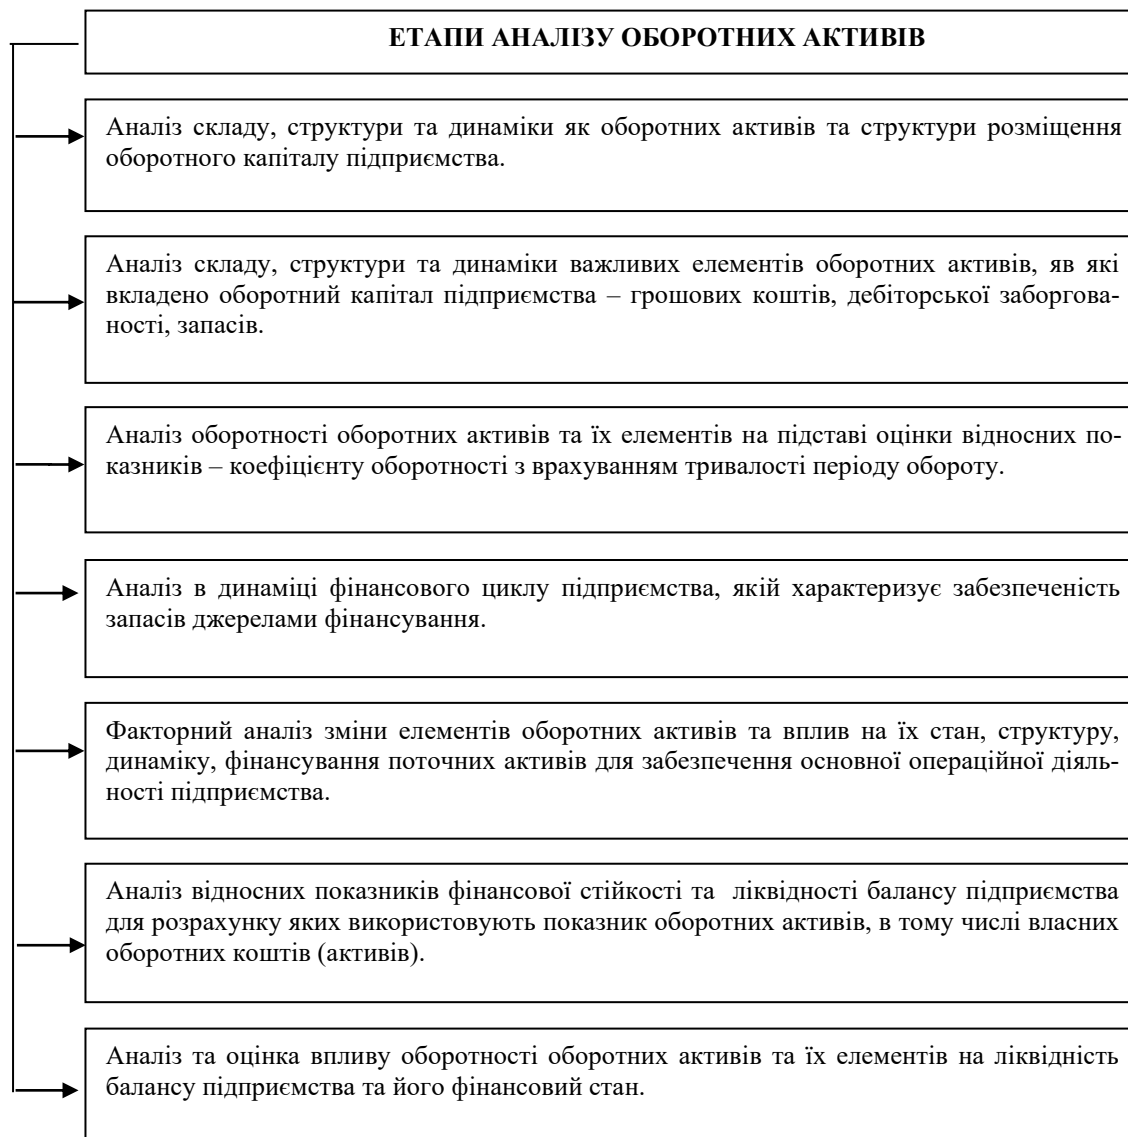 ЕТАПИ АНАЛІЗУ ОБОРОТНИХ АКТИВІВ
Аналіз складу, структури та динаміки як оборотних активів та структури розміщення
оборотного капіталу підприємства.
Аналіз складу, структури та динаміки важливих елементів оборотних активів, яв які
вкладено оборотний капітал підприємства – грошових коштів, дебіторської заборгова-
ності, запасів.
Аналіз оборотності оборотних активів та їх елементів на підставі оцінки відносних по-
казників – коефіцієнту оборотності з врахуванням тривалості періоду обороту.
Аналіз в динаміці фінансового циклу підприємства, якій характеризує забезпеченість
запасів джерелами фінансування.
Факторний аналіз зміни елементів оборотних активів та вплив на їх стан, структуру,
динаміку, фінансування поточних активів для забезпечення основної операційної діяль-
ності підприємства.
Аналіз відносних показників фінансової стійкості та ліквідності балансу підприємства
для розрахунку яких використовують показник оборотних активів, в тому числі власних
оборотних коштів (активів).
Аналіз та оцінка впливу оборотності оборотних активів та їх елементів на ліквідність
балансу підприємства та його фінансовий стан.